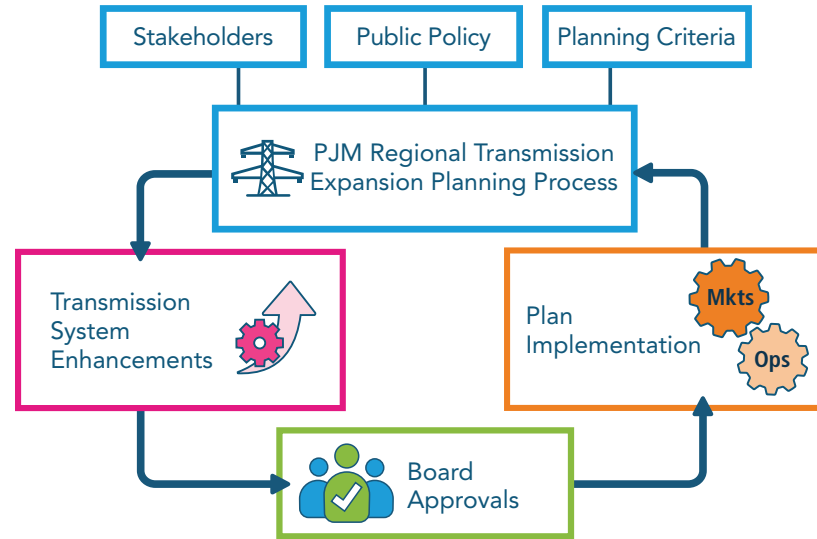 Stakeholders
Public Policy
Planning Criteria
PJM Regional Transmission
Expansion Planning Process
Transmission
System
Enhancements
Plan
Implementation
Mkts
Ops
Board
Approvals